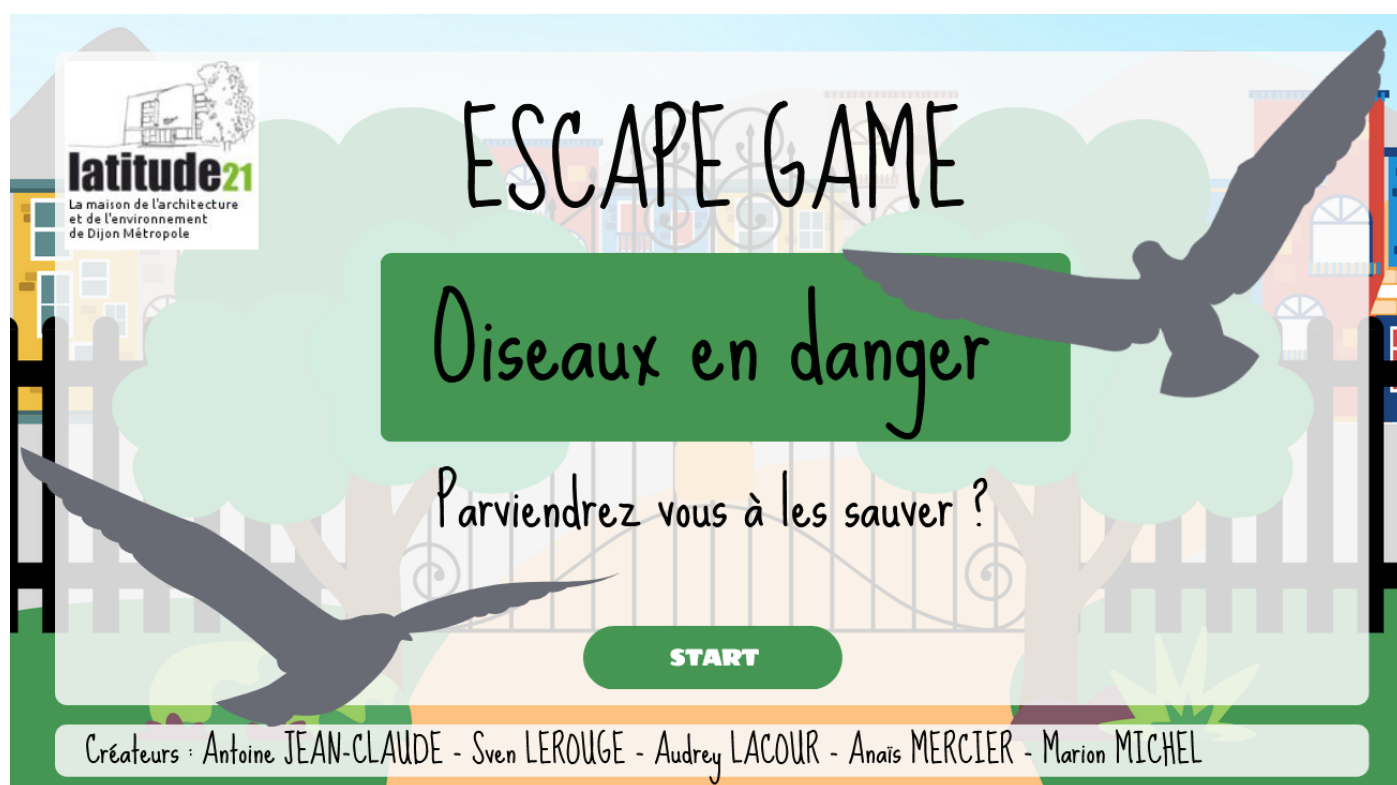 latitude21
La maison de l'architecture
et de l'environnement
de Dijon Métropole
ESCAPE GAME
Oiseaux en danger
Parviendrez vous à les sauver ?
START
Créateurs : Antoine JEAN-CLAUDE - Sven LEROUGE - Audrey LACOUR - Anaïs MERCIER - Marion MICHEL